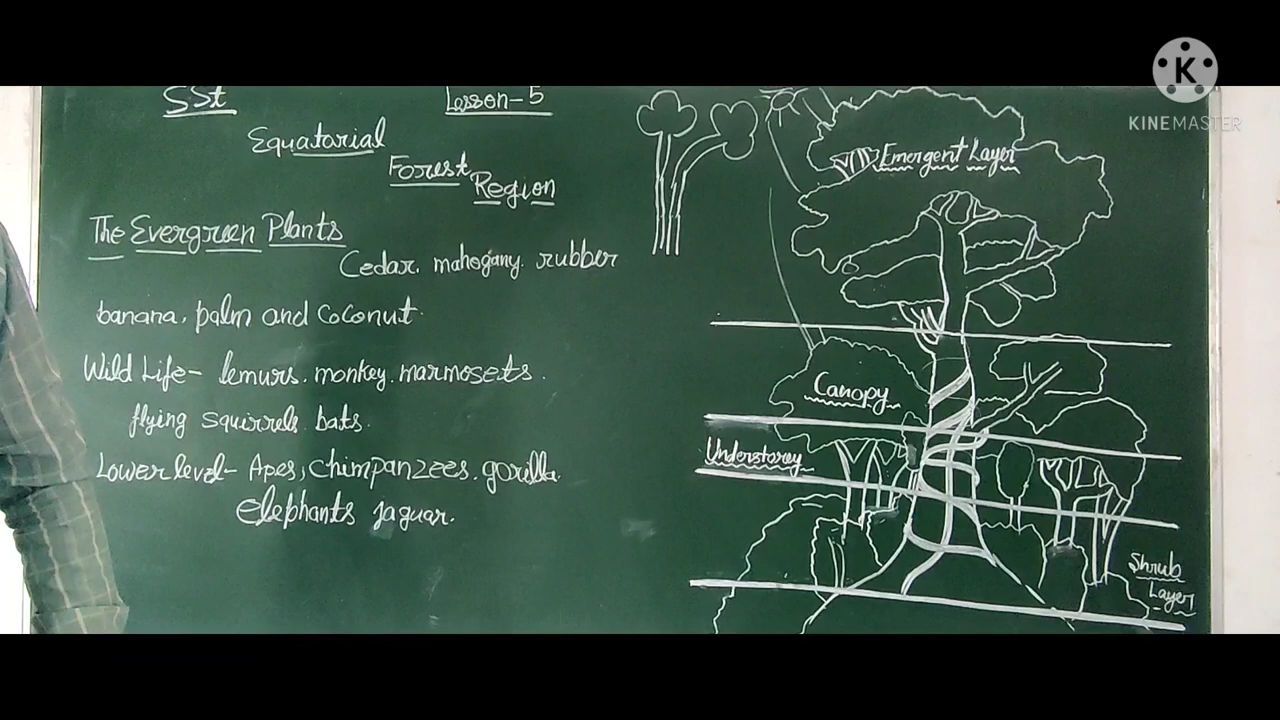 SSt
Lesson-5
Equatarial
Forest
Region
The Evergreen Plants
Cedar. mahogany. rubber
banana, palm and Coconut.
Wild Life- lemurs. monkey. marmosets.
flying squirrels. bats.
Lower level- Apes, Chimpanzees. gorilla.
elephants jaguar.
Emergent Layer
Canopy
Understorey
Shrub
Layer
K
KINEMASTER